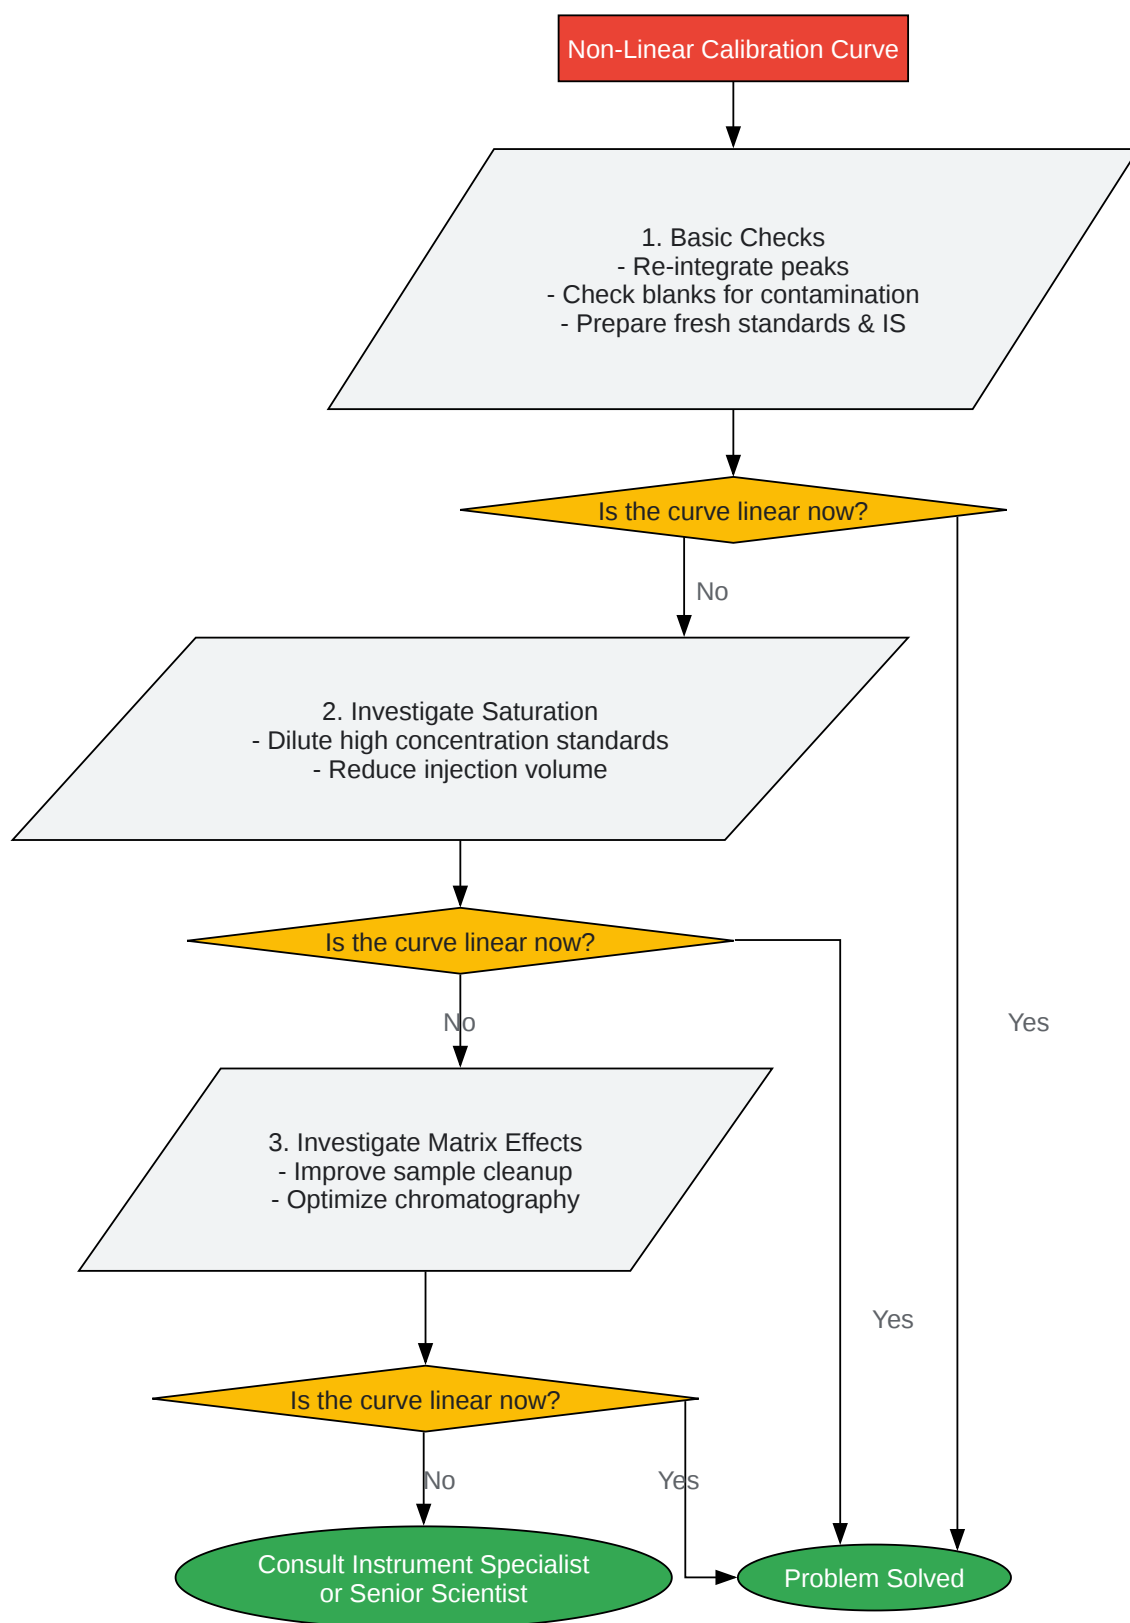 Non-Linear Calibration Curve
1. Basic Checks
- Re-integrate peaks
- Check blanks for contamination
- Prepare fresh standards & IS
Is the curve linear now?
No
2. Investigate Saturation
- Dilute high concentration standards
- Reduce injection volume
Is the curve linear now?
No
Yes
3. Investigate Matrix Effects
- Improve sample cleanup
- Optimize chromatography
Yes
Is the curve linear now?
No
Yes
Consult Instrument Specialist
or Senior Scientist
Problem Solved